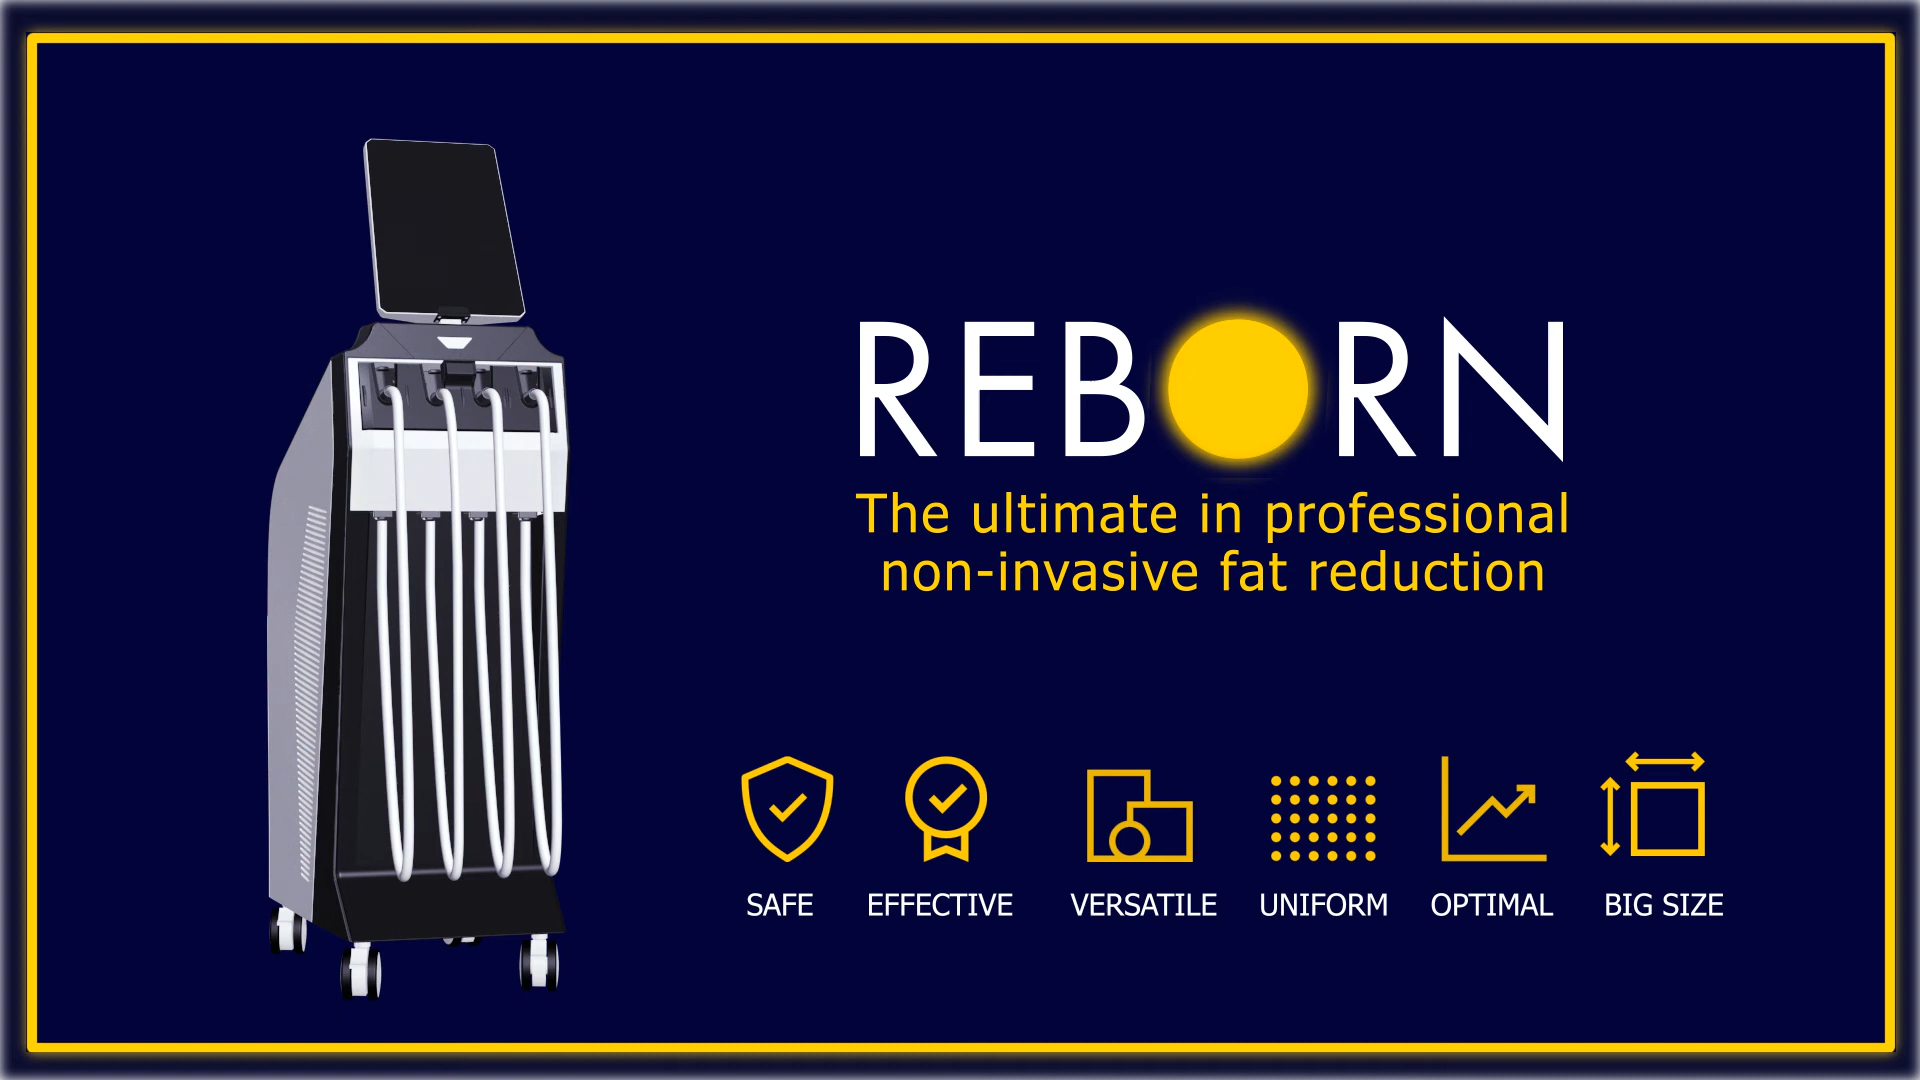 REBORN
The ultimate in professional
non-invasive fat reduction
SAFE EFFECTIVE VERSATILE UNIFORM OPTIMAL BIG SIZE